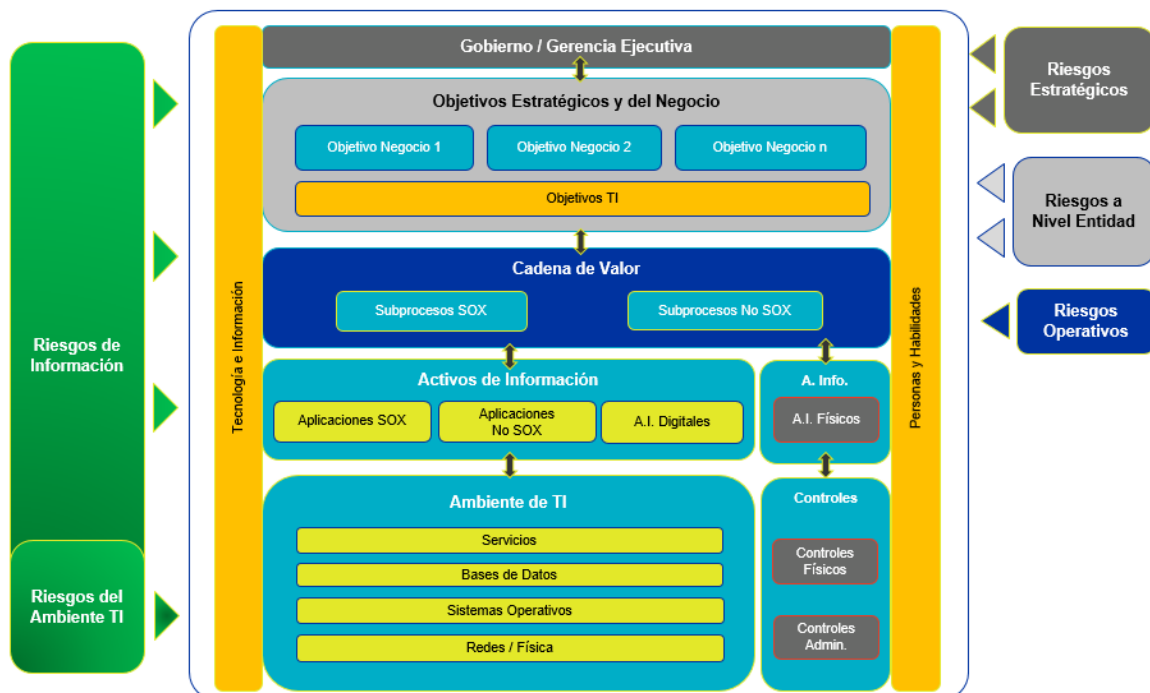 Gobierno / Gerencia Ejecutiva
Objetivos Estratégicos y del Negocio
Objetivo Negocio 1
Objetivo Negocio 2
Objetivo Negocio n
Objetivos TI
Cadena de Valor
Subprocesos SOX
Subprocesos No SOX
Activos de Información
Aplicaciones SOX
Aplicaciones
No SOX
A.I. Digitales
A. Info.
A.I. Físicos
Ambiente de TI
Servicios
Bases de Datos
Sistemas Operativos
Redes / Física
Controles
Controles
Físicos
Controles
Admin.
Tecnología e Información
Personas y Habilidades
Riesgos de
Información
Riesgos del
Ambiente TI
Riesgos
Estratégicos
Riesgos a
Nivel Entidad
Riesgos
Operativos